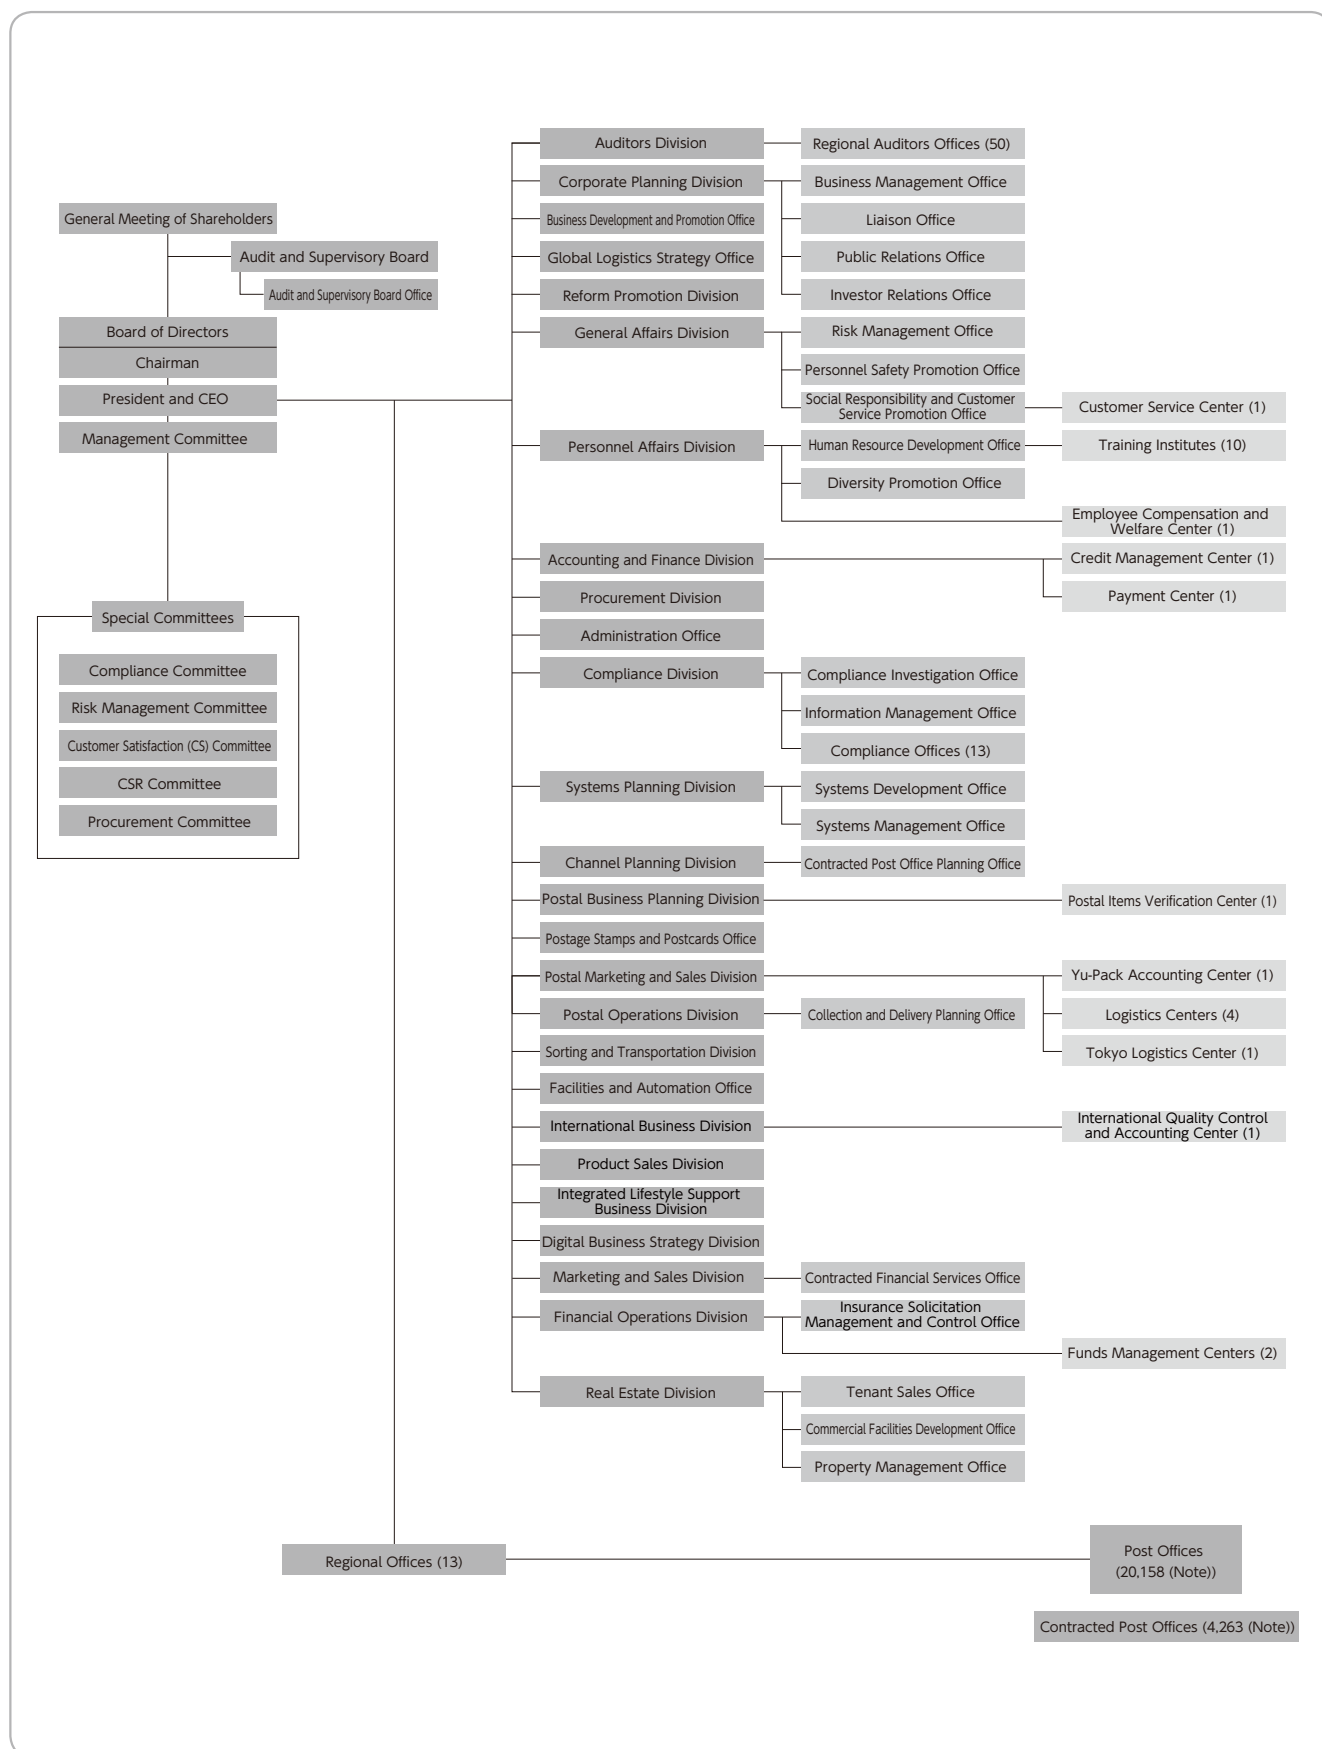 General Meeting of Shareholders
Audit and Supervisory Board
Audit and Supervisory Board Office
Board of Directors
Chairman
President and CEO
Management Committee
Special Committees
Compliance Committee
Risk Management Committee
Customer Satisfaction (CS) Committee
CSR Committee
Procurement Committee
Auditors Division
Regional Auditors Offices (50)
Corporate Planning Division
Business Management Office
Business Development and Promotion Office
Liaison Office
Global Logistics Strategy Office
Public Relations Office
Reform Promotion Division
Investor Relations Office
General Affairs Division
Risk Management Office
Personnel Safety Promotion Office
Social Responsibility and Customer
Service Promotion Office
Customer Service Center (1)
Personnel Affairs Division
Human Resource Development Office
Training Institutes (10)
Diversity Promotion Office
Employee Compensation and
Welfare Center (1)
Accounting and Finance Division
Credit Management Center (1)
Procurement Division
Payment Center (1)
Administration Office
Compliance Division
Compliance Investigation Office
Information Management Office
Compliance Offices (13)
Systems Planning Division
Systems Development Office
Systems Management Office
Channel Planning Division
Contracted Post Office Planning Office
Postal Business Planning Division
Postal Items Verification Center (1)
Postage Stamps and Postcards Office
Postal Marketing and Sales Division
Yu-Pack Accounting Center (1)
Postal Operations Division
Collection and Delivery Planning Office
Logistics Centers (4)
Sorting and Transportation Division
Tokyo Logistics Center (1)
Facilities and Automation Office
International Business Division
International Quality Control
and Accounting Center (1)
Product Sales Division
Integrated Lifestyle Support
Business Division
Digital Business Strategy Division
Marketing and Sales Division
Contracted Financial Services Office
Financial Operations Division
Insurance Solicitation
Management and Control Office
Funds Management Centers (2)
Real Estate Division
Tenant Sales Office
Commercial Facilities Development Office
Property Management Office
Regional Offices (13)
Post Offices
(20,158 (Note))
Contracted Post Offices (4,263 (Note))